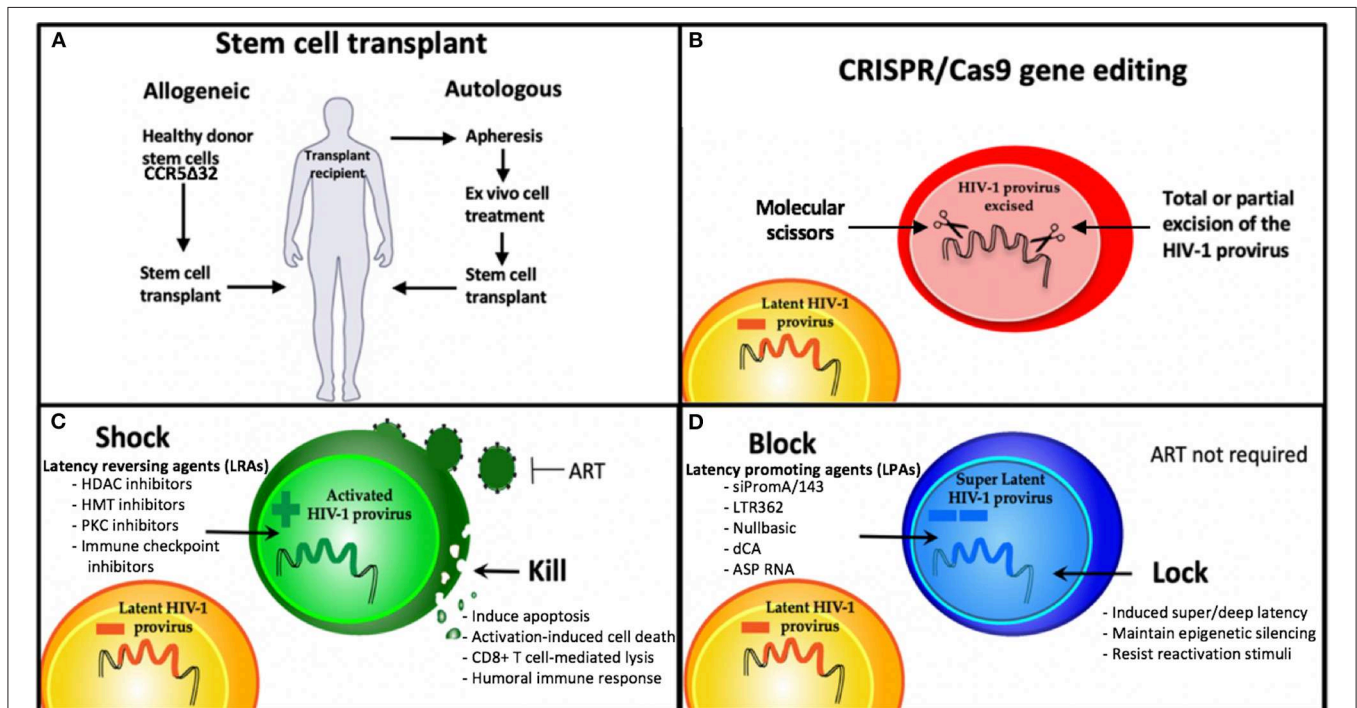 A
Stem cell transplant
Allogeneic
Healthy donor
stem cells
CCR5Δ32
Stem cell
transplant
Transplant
recipient
Autologous
Apheresis
Ex vivo cell
treatment
Stem cell
transplant
B
CRISPR/Cas9 gene editing
Molecular
scissors
HIV-1 provirus
excised
Total or partial
excision of the
HIV-1 provirus
Latent HIV-1
provirus
C
Shock
Latency reversing agents (LRAs)
- HDAC inhibitors
- HMT inhibitors
- PKC inhibitors
- Immune checkpoint
inhibitors
Activated
HIV-1 provirus
ART
Kill
- Induce apoptosis
- Activation-induced cell death
- CD8+ T cell-mediated lysis
- Humoral immune response
Latent HIV-1
provirus
D
Block
Latency promoting agents (LPAs)
- siPromA/143
- LTR362
- Nullbasic
- dCA
- ASP RNA
Super Latent
HIV-1 provirus
ART not required
Lock
- Induced super/deep latency
- Maintain epigenetic silencing
- Resist reactivation stimuli
Latent HIV-1
provirus